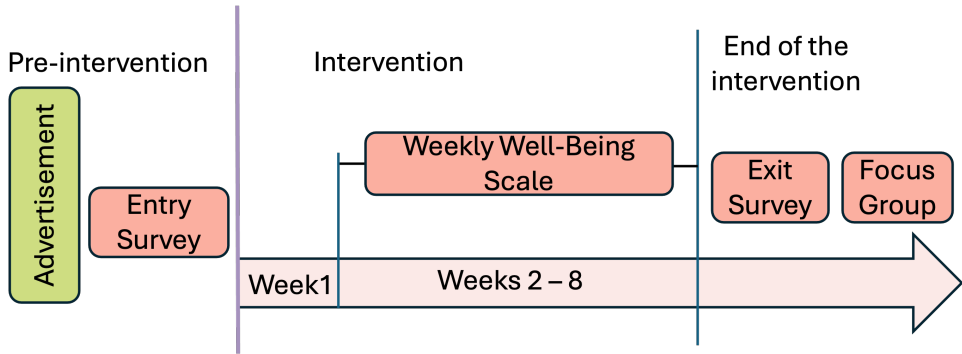 Pre-intervention
Advertisement
Entry
Survey
Intervention
Weekly Well-Being
Scale
Week1
Weeks 2 – 8
End of the
intervention
Exit
Survey
Focus
Group